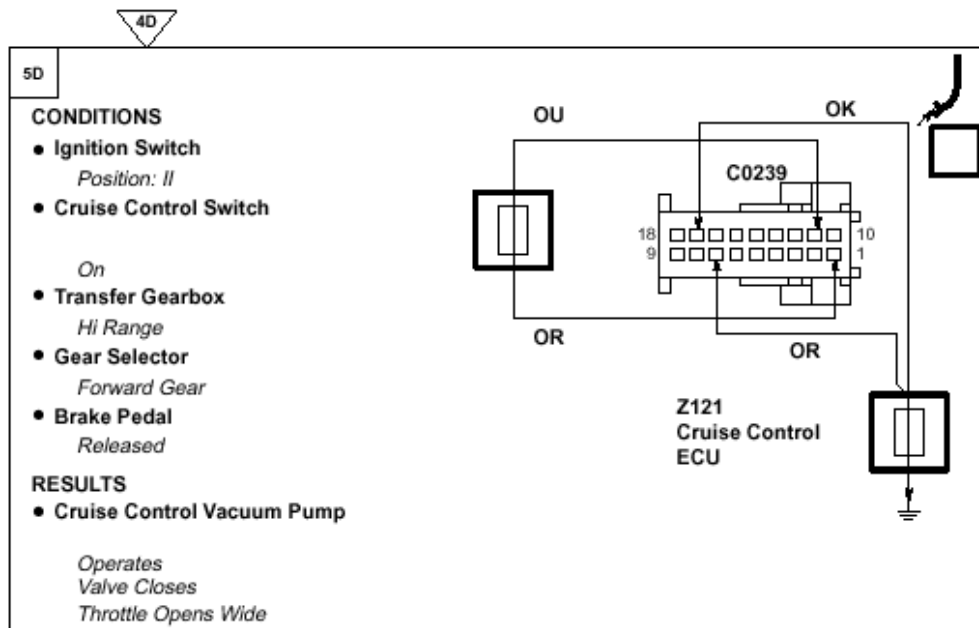 4D
5D
CONDITIONS
• Ignition Switch
Position: II
• Cruise Control Switch
On
• Transfer Gearbox
Hi Range
• Gear Selector
Forward Gear
• Brake Pedal
Released
RESULTS
• Cruise Control Vacuum Pump
Operates
Valve Closes
Throttle Opens Wide
OU
OK
C0239
18
10
9
1
OR
OR
Z121
Cruise Control
ECU